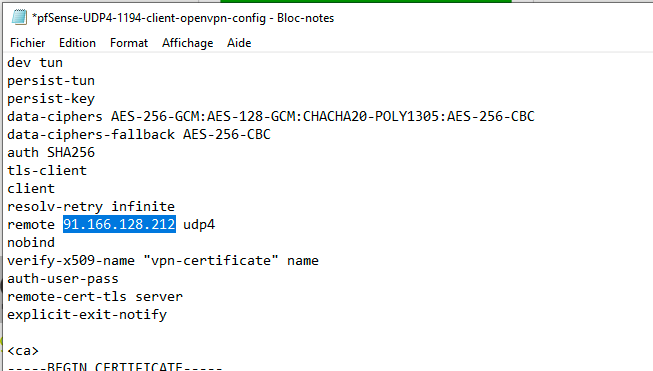 *pfSense-UDP4-1194-client-openvpn-config - Bloc-notes
Fichier Edition Format Affichage Aide
dev tun
persist-tun
persist-key
data-ciphers AES-256-GCM:AES-128-GCM:CHACHA20-POLY1305:AES-256-CBC
data-ciphers-fallback AES-256-CBC
auth SHA256
tls-client
client
resolv-retry infinite
remote 91.166.128.212 udp4
nobind
verify-x509-name "vpn-certificate" name
auth-user-pass
remote-cert-tls server
explicit-exit-notify
<ca>
-----BEGIN CERTIFICATE-----